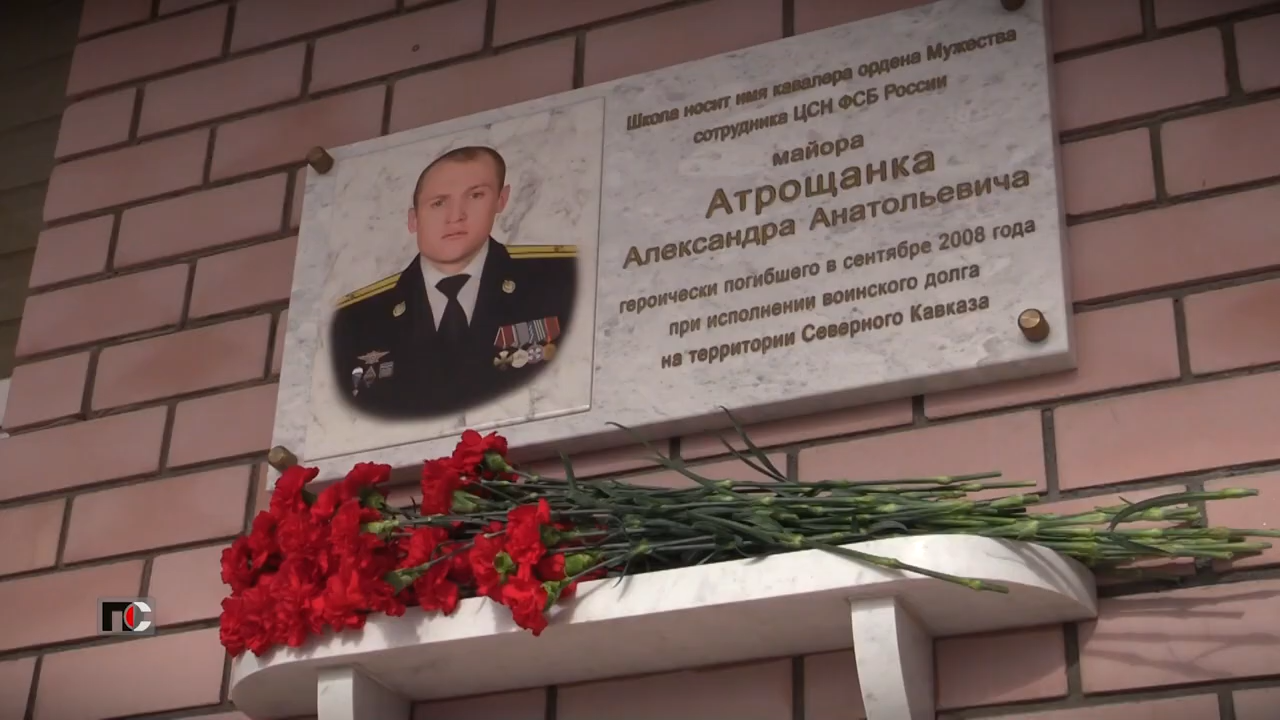 Школа носит имя кавалера ордена Мужества
сотрудника ЦСН ФСБ России
майора
Атрощанка
Александра Анатольевича
героически погибшего в сентябре 2008 года
при исполнении воинского долга
на территории Северного Кавказа
ПС